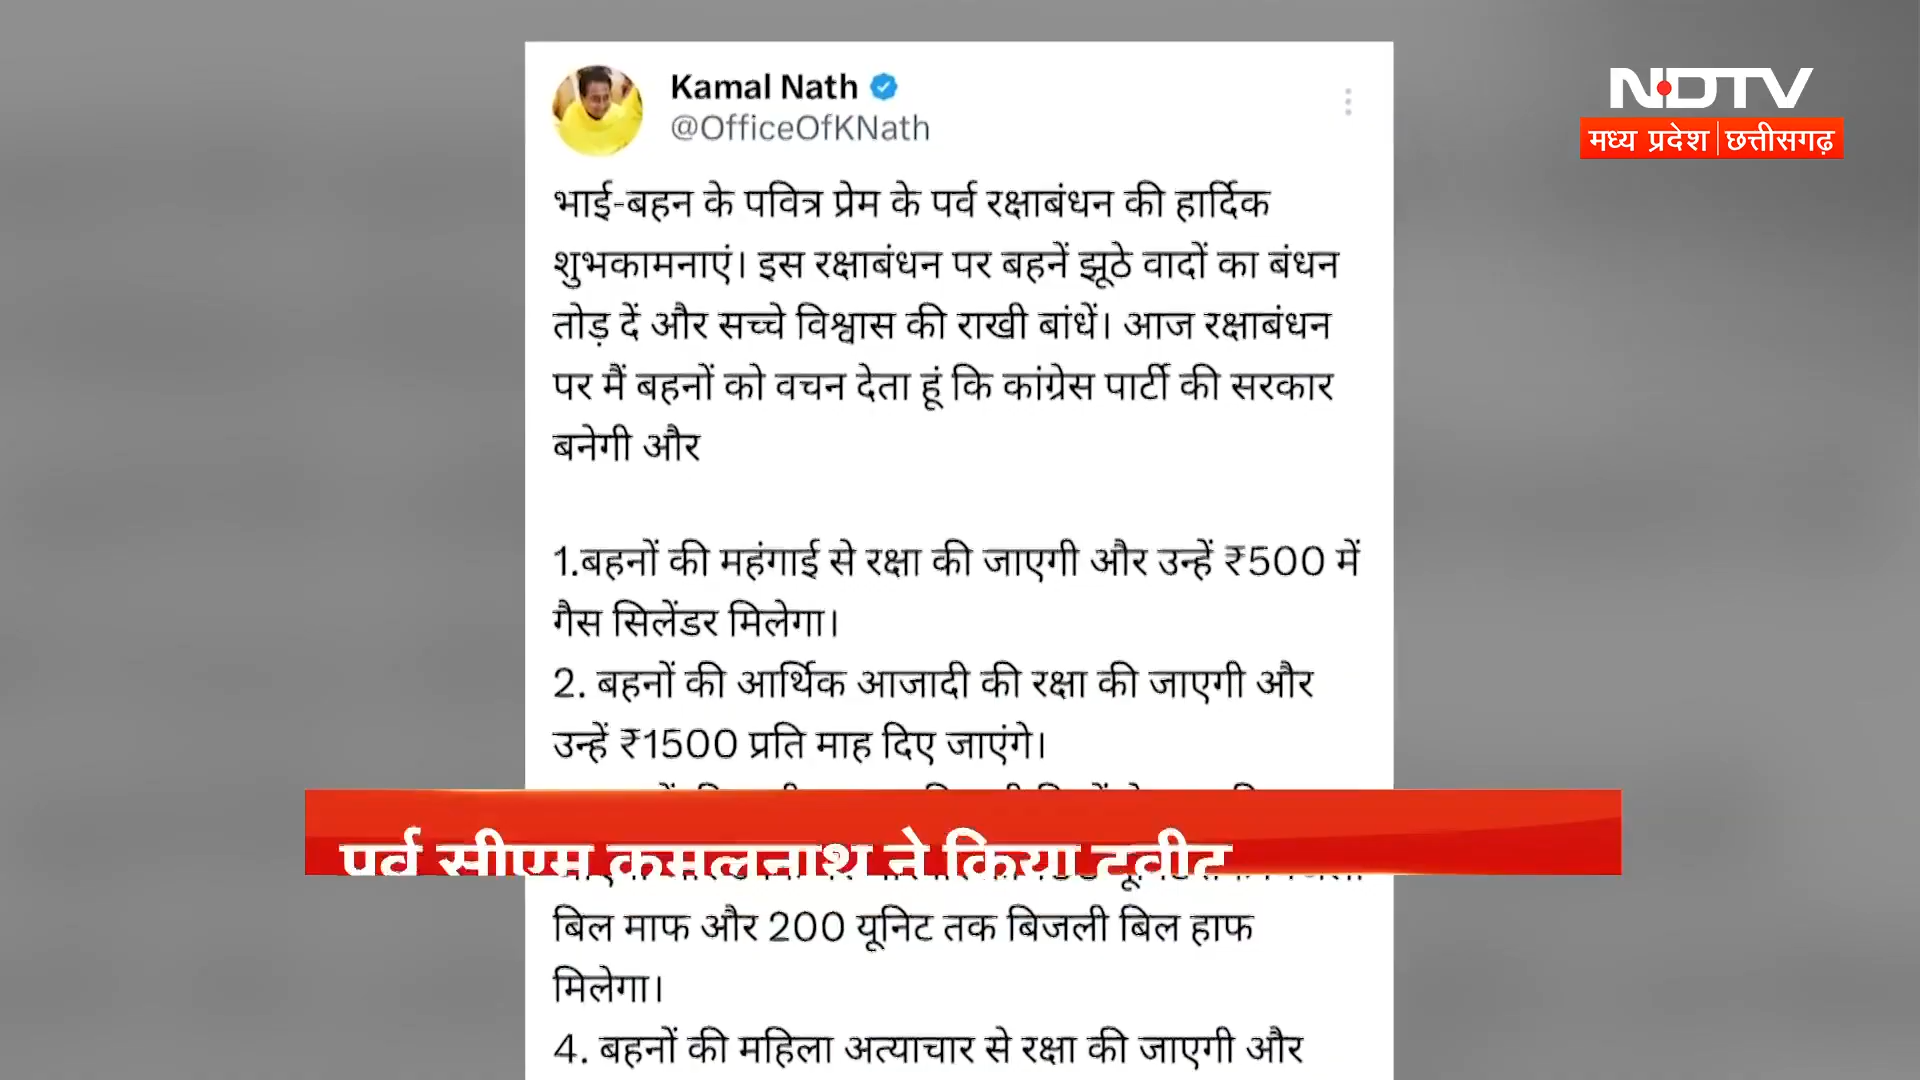 Kamal Nath
@OfficeOfKNath
NDTV
मध्य प्रदेश | छत्तीसगढ़
भाई-बहन के पवित्र प्रेम के पर्व रक्षाबंधन की हार्दिक
शुभकामनाएं। इस रक्षाबंधन पर बहनें झूठे वादों का बंधन
तोड़ दें और सच्चे विश्वास की राखी बांधें। आज रक्षाबंधन
पर मैं बहनों को वचन देता हूं कि कांग्रेस पार्टी की सरकार
बनेगी और
1.बहनों की महंगाई से रक्षा की जाएगी और उन्हें ₹500 में
गैस सिलेंडर मिलेगा।
2. बहनों की आर्थिक आजादी की रक्षा की जाएगी और
उन्हें ₹1500 प्रति माह दिए जाएंगे।
पूर्व सीएम कमलनाथ ने किया ट्वीट
बिल माफ और 200 यूनिट तक बिजली बिल हाफ
मिलेगा।
4. बहनों की महिला अत्याचार से रक्षा की जाएगी और